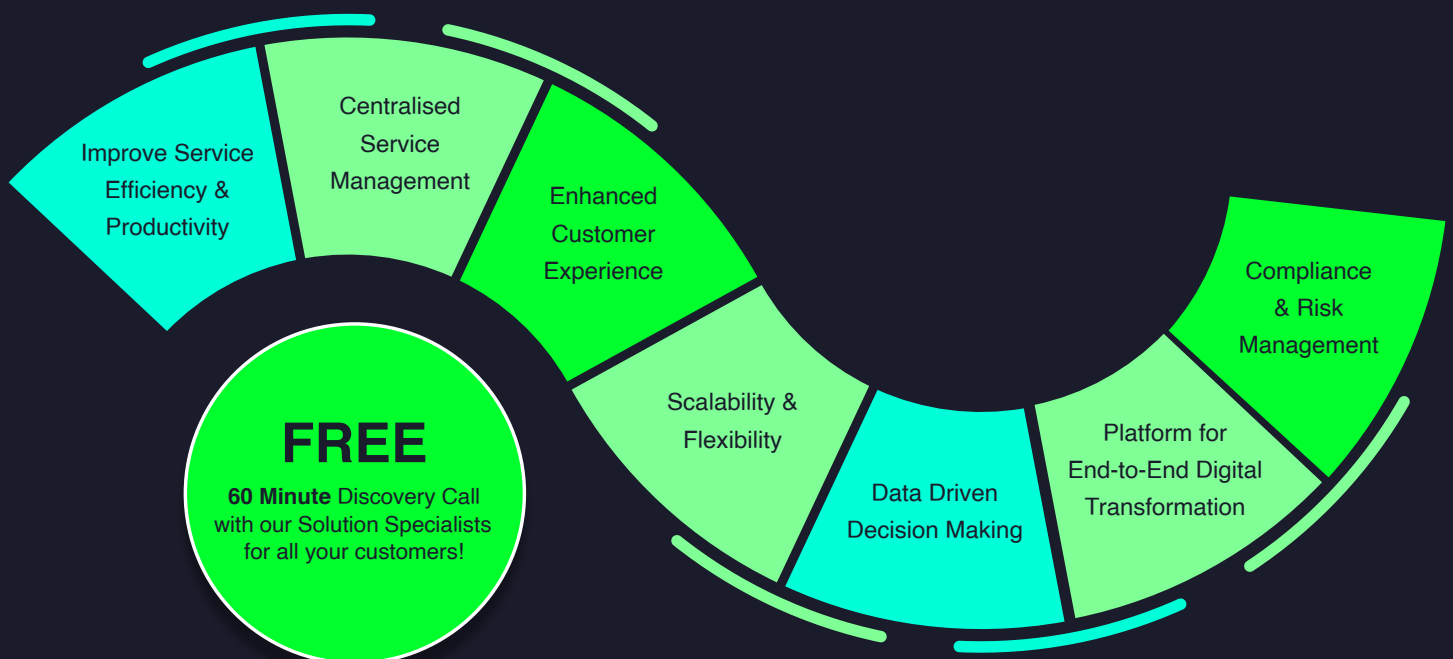 Improve Service
Efficiency &
Productivity
Centralised
Service
Management
Enhanced
Customer
Experience
Scalability &
Flexibility
Data Driven
Decision Making
Platform for
End-to-End Digital
Transformation
Compliance
& Risk
Management
FREE
60 Minute Discovery Call
with our Solution Specialists
for all your customers!